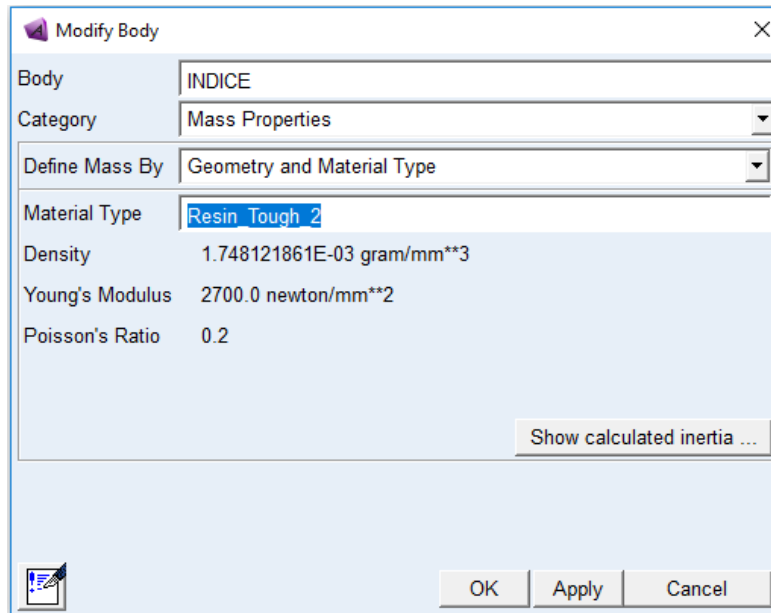 Modify Body
Body INDICE
Category Mass Properties
Define Mass By Geometry and Material Type
Material Type Resin_Tough_2
Density 1.748121861E-03 gram/mm**3
Young's Modulus 2700.0 newton/mm**2
Poisson's Ratio 0.2
Show calculated inertia ...
OK Apply Cancel